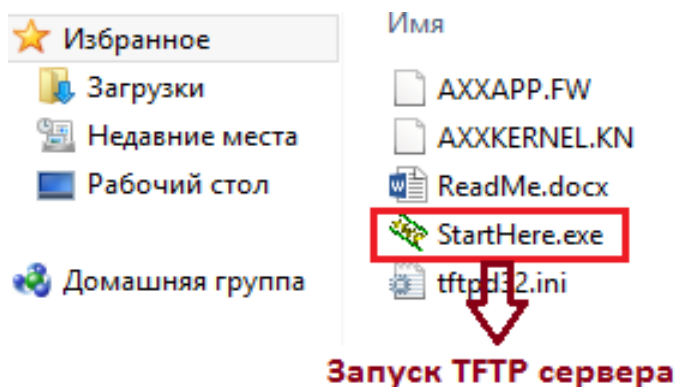 Избранное
Загрузки
Недавние места
Рабочий стол
Домашняя группа
Имя
AXXAPP.FW
AXXKERNEL.KN
ReadMe.docx
StartHere.exe
tftpd32.ini
Запуск TFTP сервера